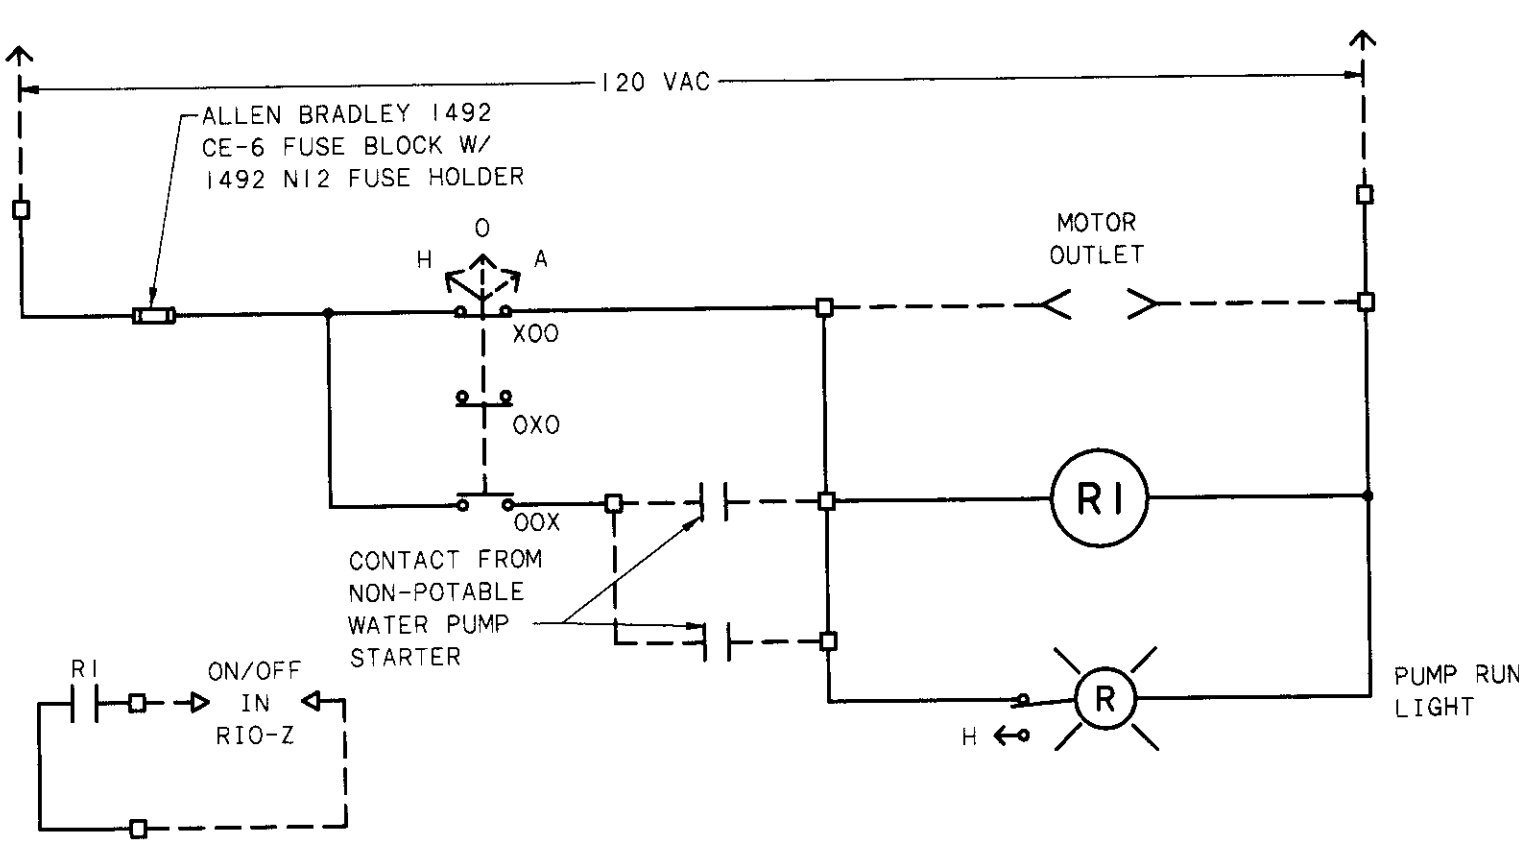 120 VAC
ALLEN BRADLEY 1492
CE-6 FUSE BLOCK W/
1492 N12 FUSE HOLDER
O
H
A
MOTOR
OUTLET
XOO
OXO
OOX
R1
CONTACT FROM
NON-POTABLE
WATER PUMP
STARTER
R1
ON/OFF
IN
RIO-Z
R
H
PUMP RUN
LIGHT